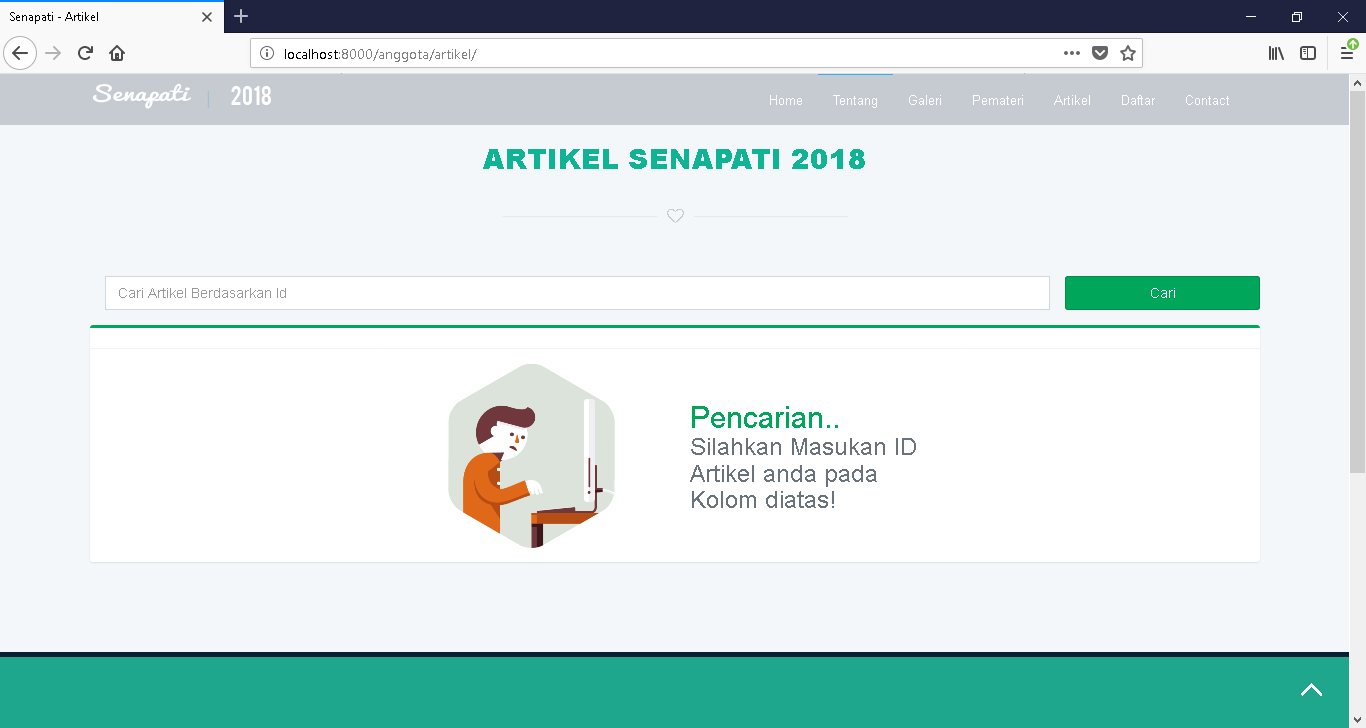 Senapati - Artikel
localhost:8000/anggota/artikel/
Senapati | 2018
Home Tentang Galeri Pemateri Artikel Daftar Contact
ARTIKEL SENAPATI 2018
Cari Artikel Berdasarkan Id
Cari
Pencarian..
Silahkan Masukan ID
Artikel anda pada
Kolom diatas!